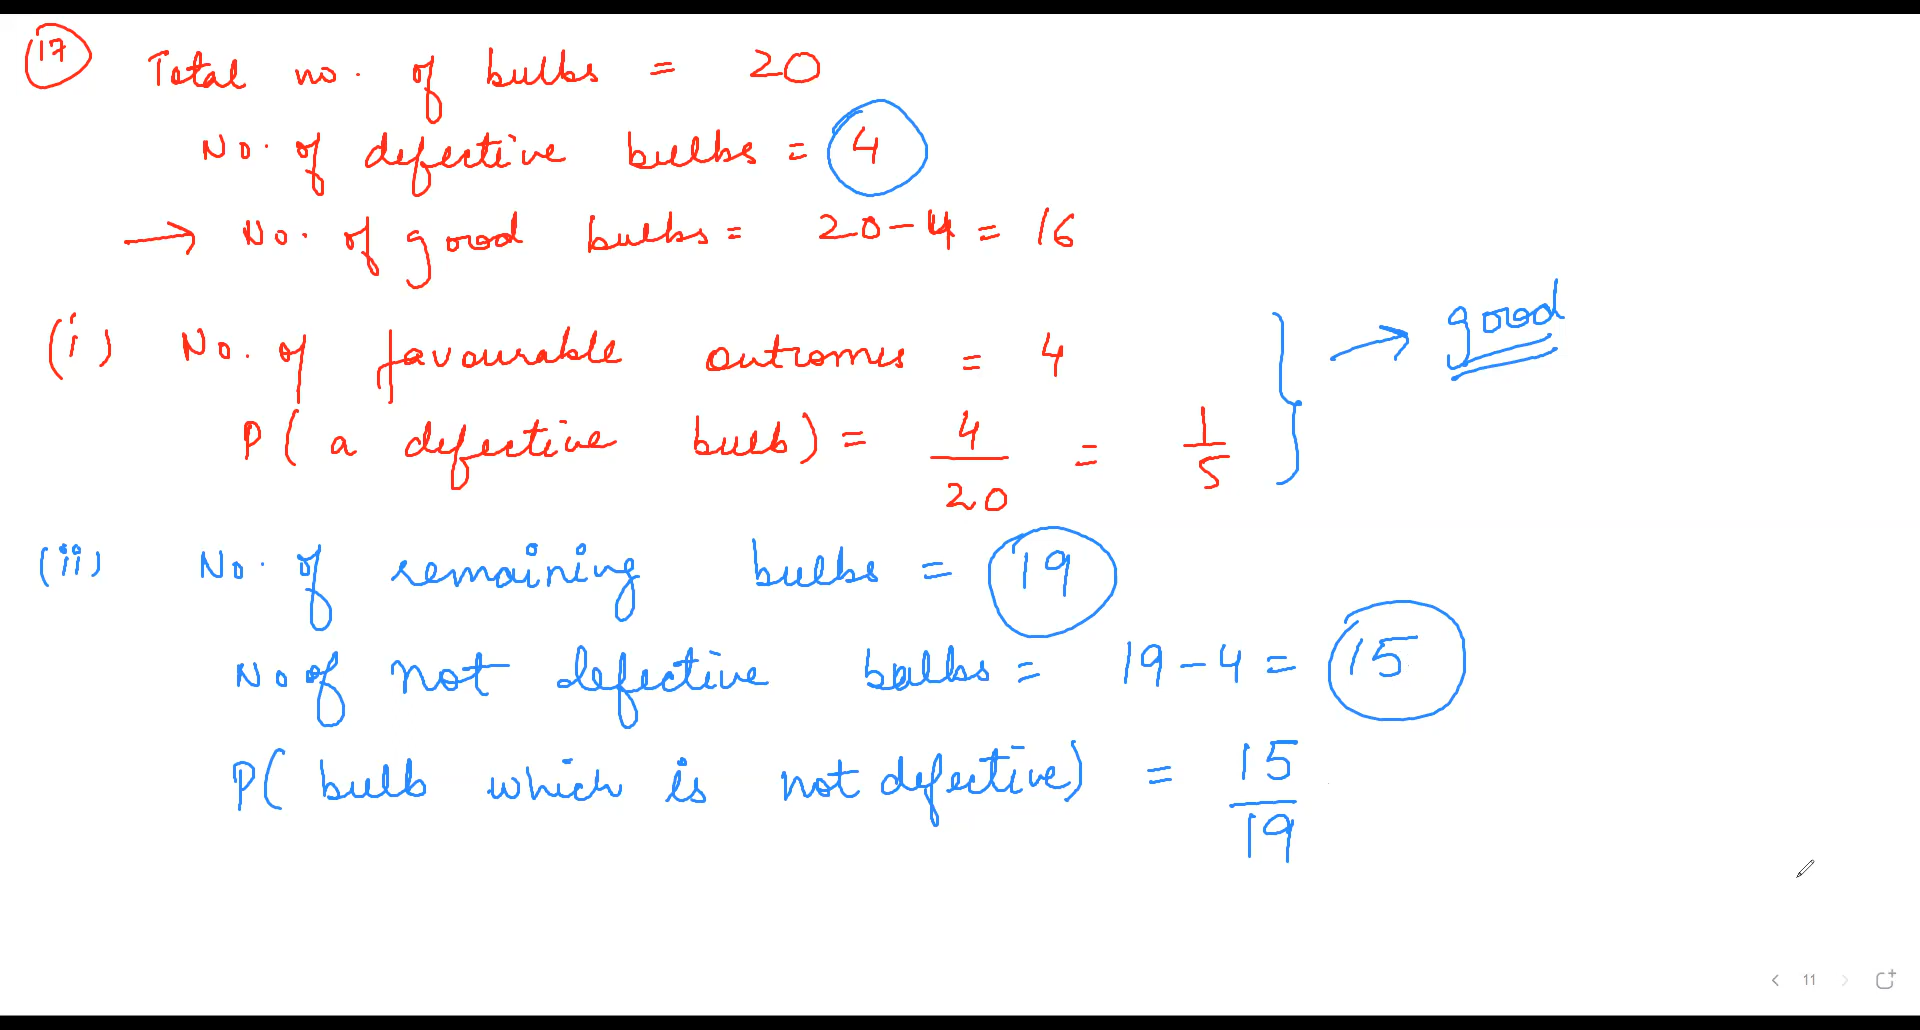 17
Total no. of bulbs = 20
No. of defective bulbs = 4
→ No. of good bulbs = 20 - 4 = 16
(i) No. of favourable outcomes = 4
→ good
P( a defective bulb) = 4/20 = 1/5
(ii) No. of remaining bulbs = 19
No of not defective bulbs = 19 - 4 = 15
P( bulb which is not defective) = 15/19
< 11 >